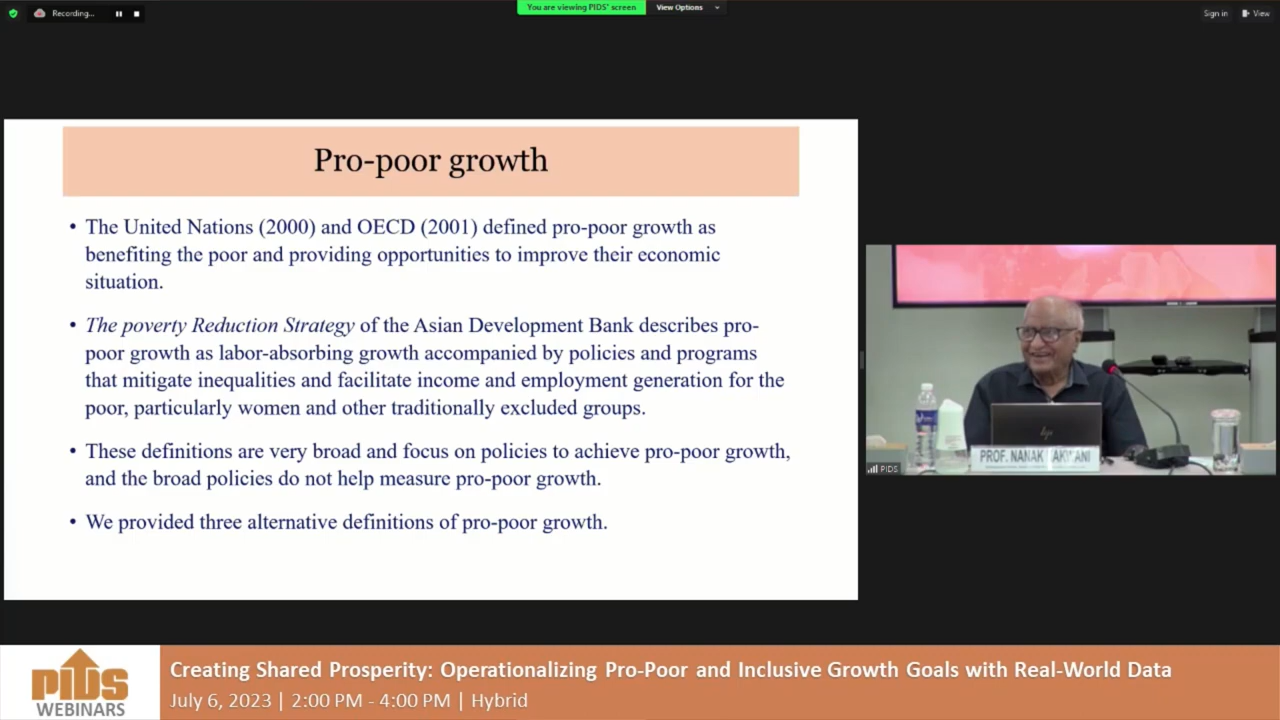 Recording...
You are viewing PIDS' screen
View Options
Sign in
View
Pro-poor growth
• The United Nations (2000) and OECD (2001) defined pro-poor growth as
benefiting the poor and providing opportunities to improve their economic
situation.
• The poverty Reduction Strategy of the Asian Development Bank describes pro-
poor growth as labor-absorbing growth accompanied by policies and programs
that mitigate inequalities and facilitate income and employment generation for the
poor, particularly women and other traditionally excluded groups.
• These definitions are very broad and focus on policies to achieve pro-poor growth,
and the broad policies do not help measure pro-poor growth.
• We provided three alternative definitions of pro-poor growth.
hp
PROF. NANAK
PIDS
PIDS
WEBINARS
Creating Shared Prosperity: Operationalizing Pro-Poor and Inclusive Growth Goals with Real-World Data
July 6, 2023 | 2:00 PM - 4:00 PM | Hybrid